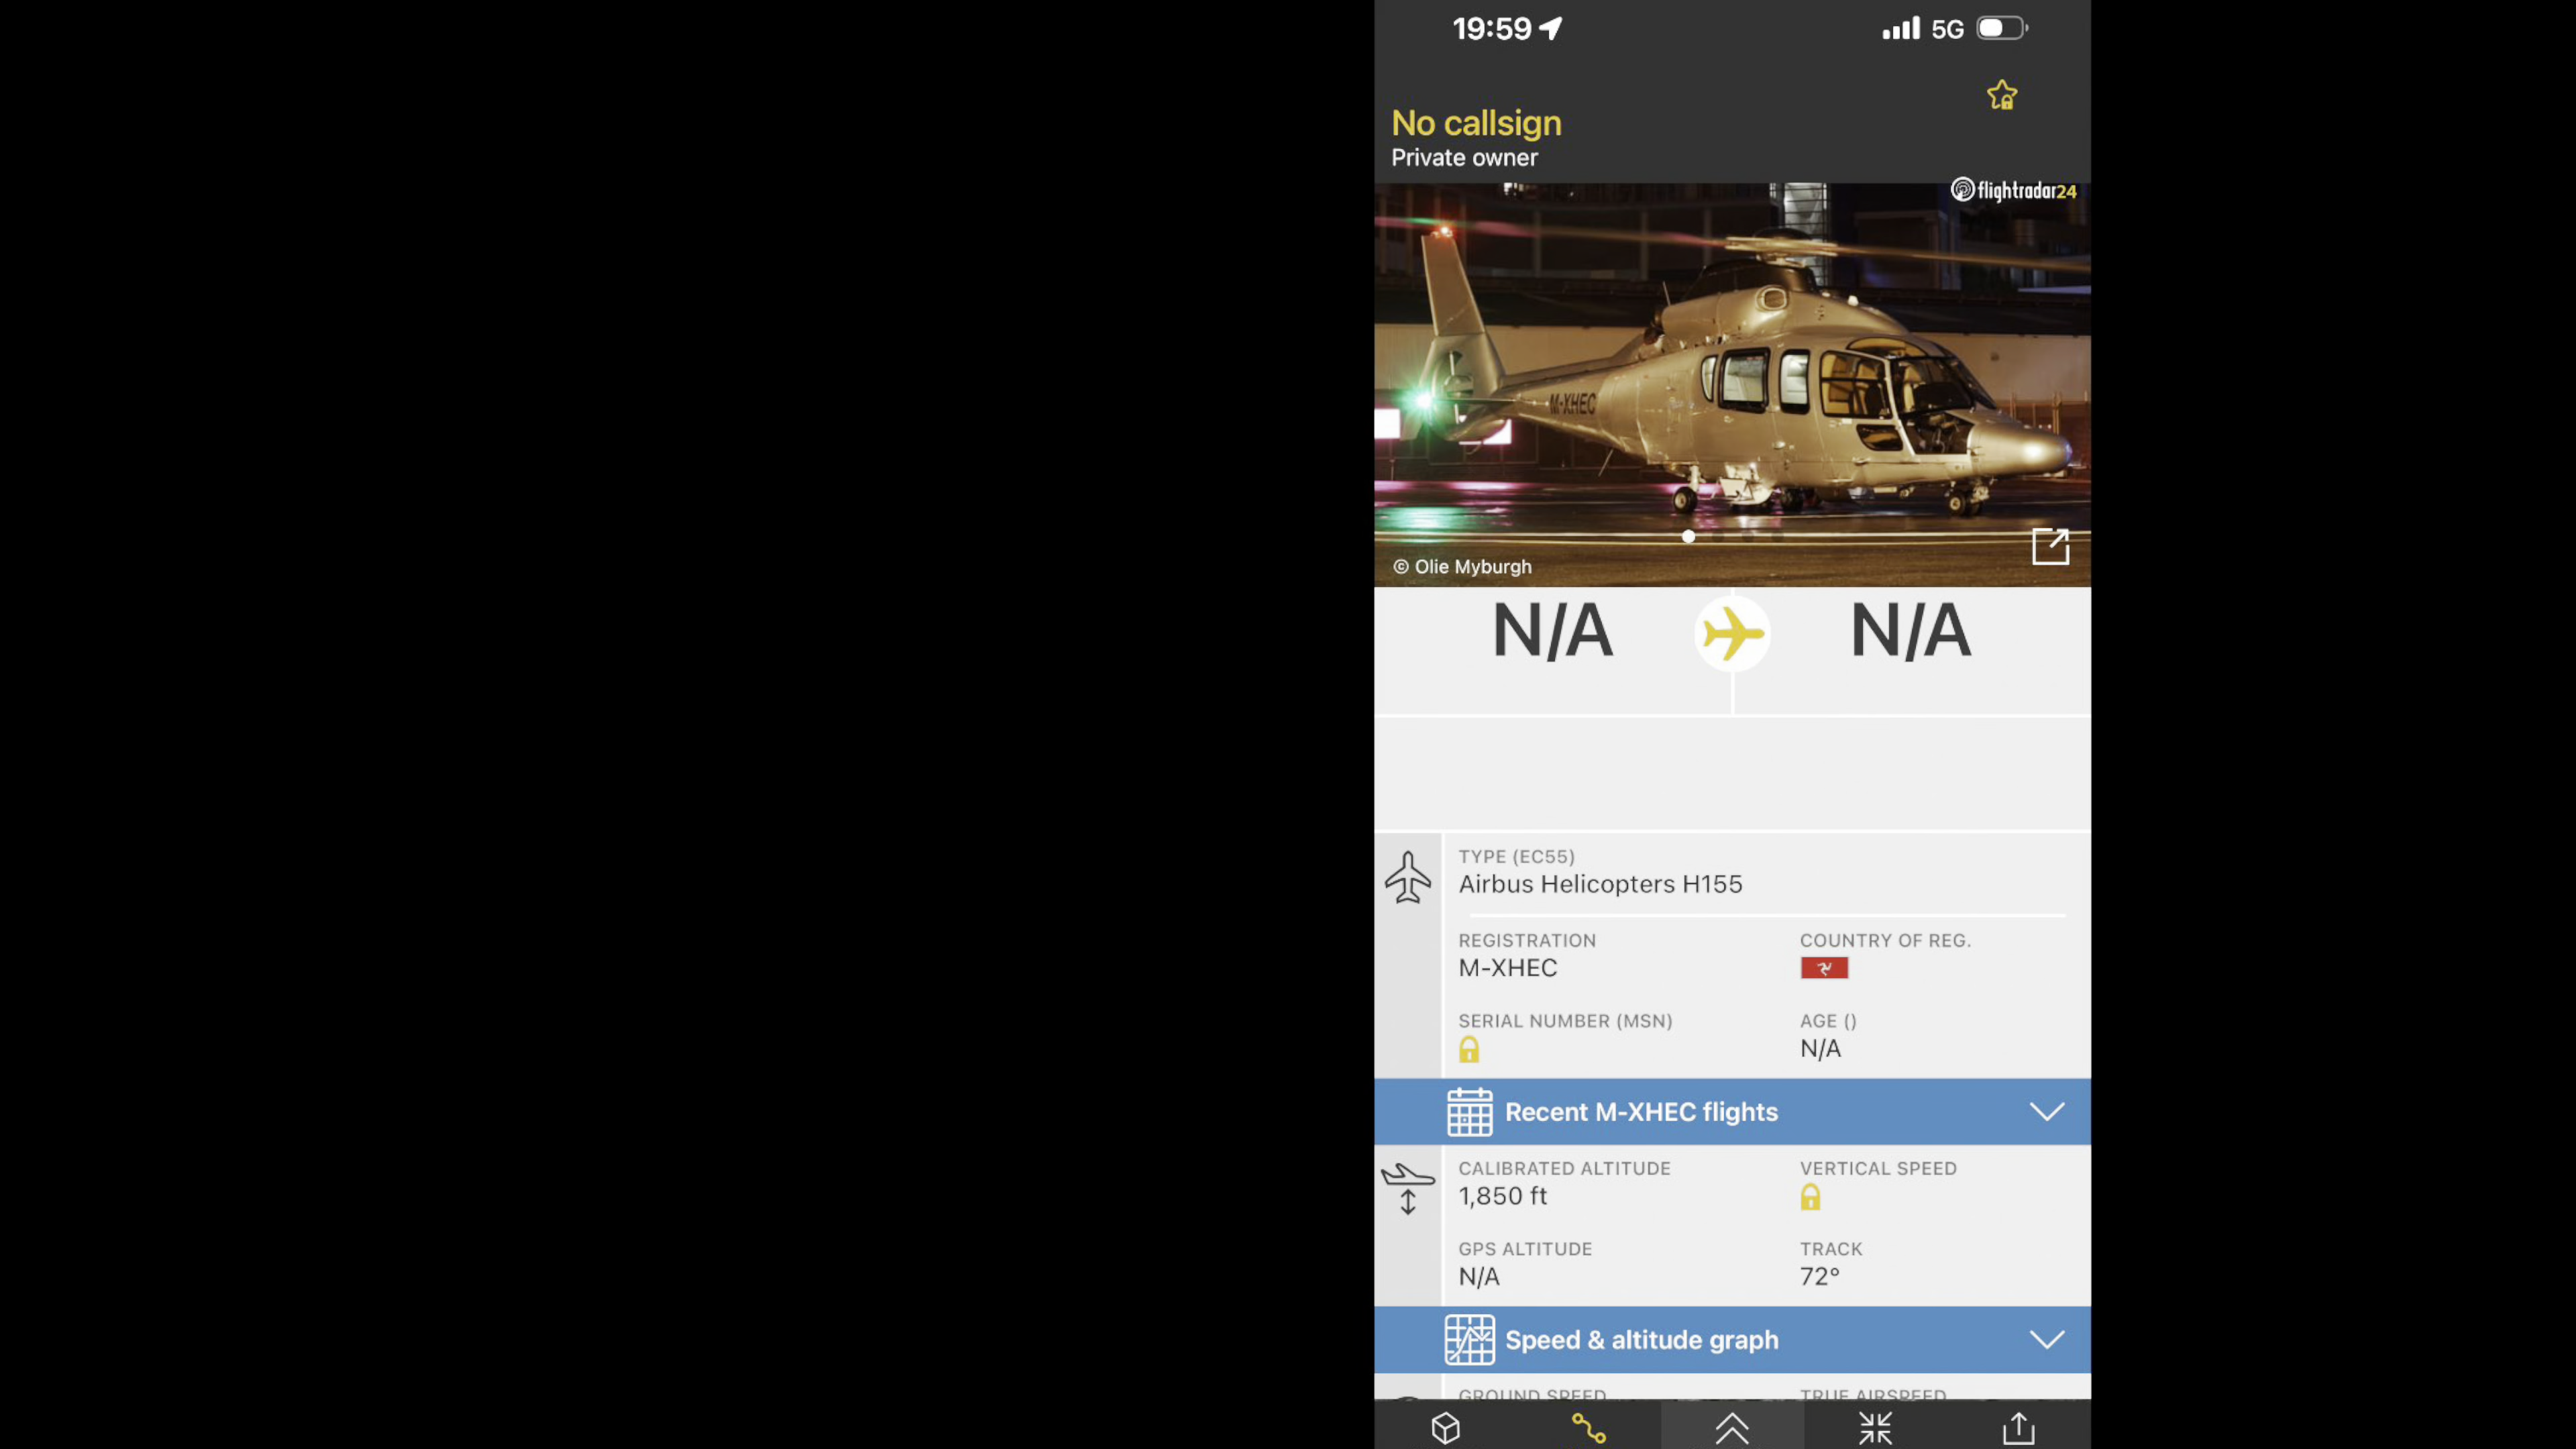 19:59
5G
No callsign
Private owner
flightradar24
M-XHEC
© Olie Myburgh
N/A
N/A
TYPE (EC55)
Airbus Helicopters H155
REGISTRATION
M-XHEC
COUNTRY OF REG.
SERIAL NUMBER (MSN)
AGE ()
N/A
Recent M-XHEC flights
CALIBRATED ALTITUDE
1,850 ft
VERTICAL SPEED
GPS ALTITUDE
N/A
TRACK
72°
Speed & altitude graph
GROUND SPEED
TRUE AIRSPEED